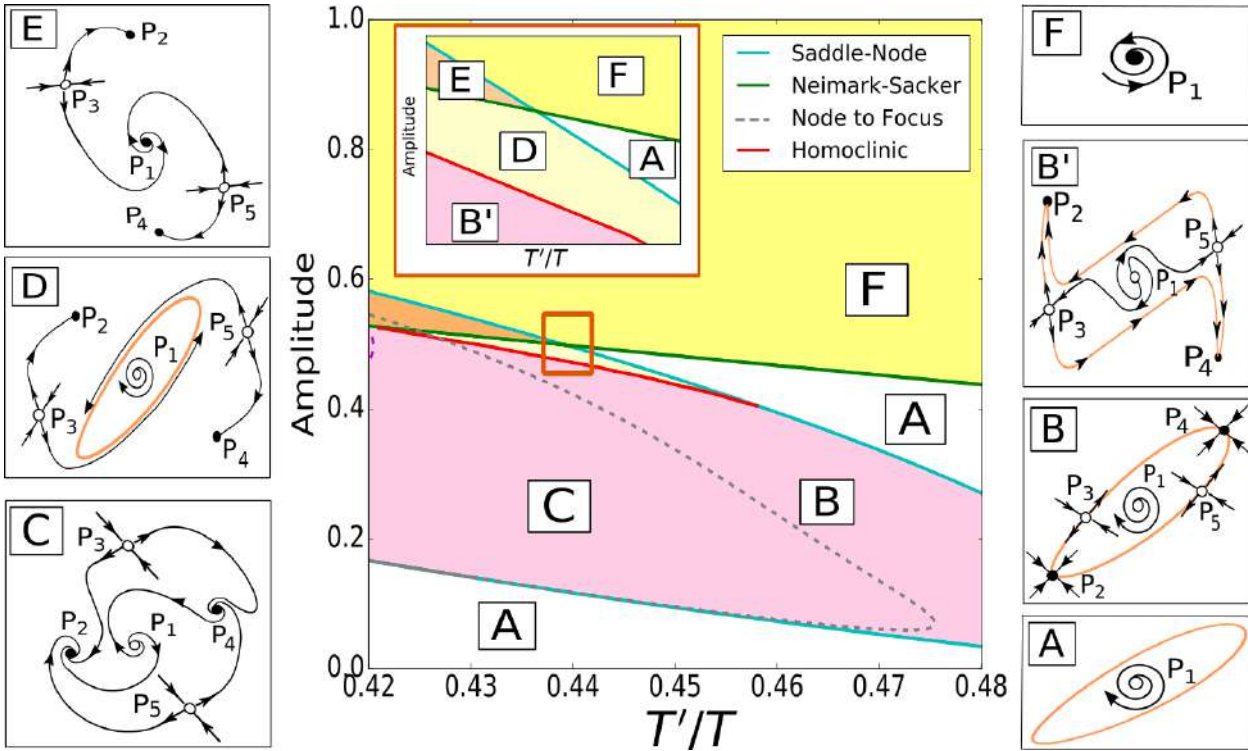 E
P2
P3
P1
P5
P4
D
P2
P5
P1
P3
P4
C
P3
P2
P1
P4
P5
Amplitude
1.0
0.8
0.6
0.4
0.2
0.0
0.42
0.43
0.44
0.45
0.46
0.47
0.48
T'/T
Amplitude
E
F
D
A
B'
T'/T
Saddle-Node
Neimark-Sacker
Node to Focus
Homoclinic
F
A
C
B
A
F
P1
B'
P2
P5
P1
P3
P4
B
P4
P3
P1
P5
P2
A
P1